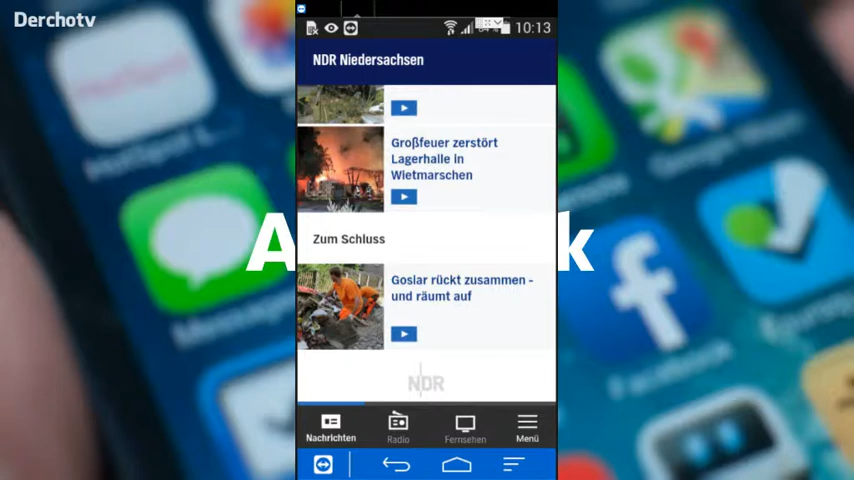 Derchotv
10:13
NDR Niedersachsen
Großfeuer zerstört
Lagerhalle in
Wietmarschen
Zum Schluss
A
k
Goslar rückt zusammen -
und räumt auf
Facebook
NDR
Nachrichten
Radio
Fernsehen
Menü